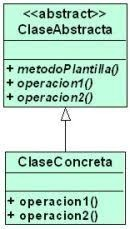 <<abstract>>
ClaseAbstracta
+ metodoPlantilla()
+ operacion1()
+ operacion2()
ClaseConcreta
+ operacion1()
+ operacion2()